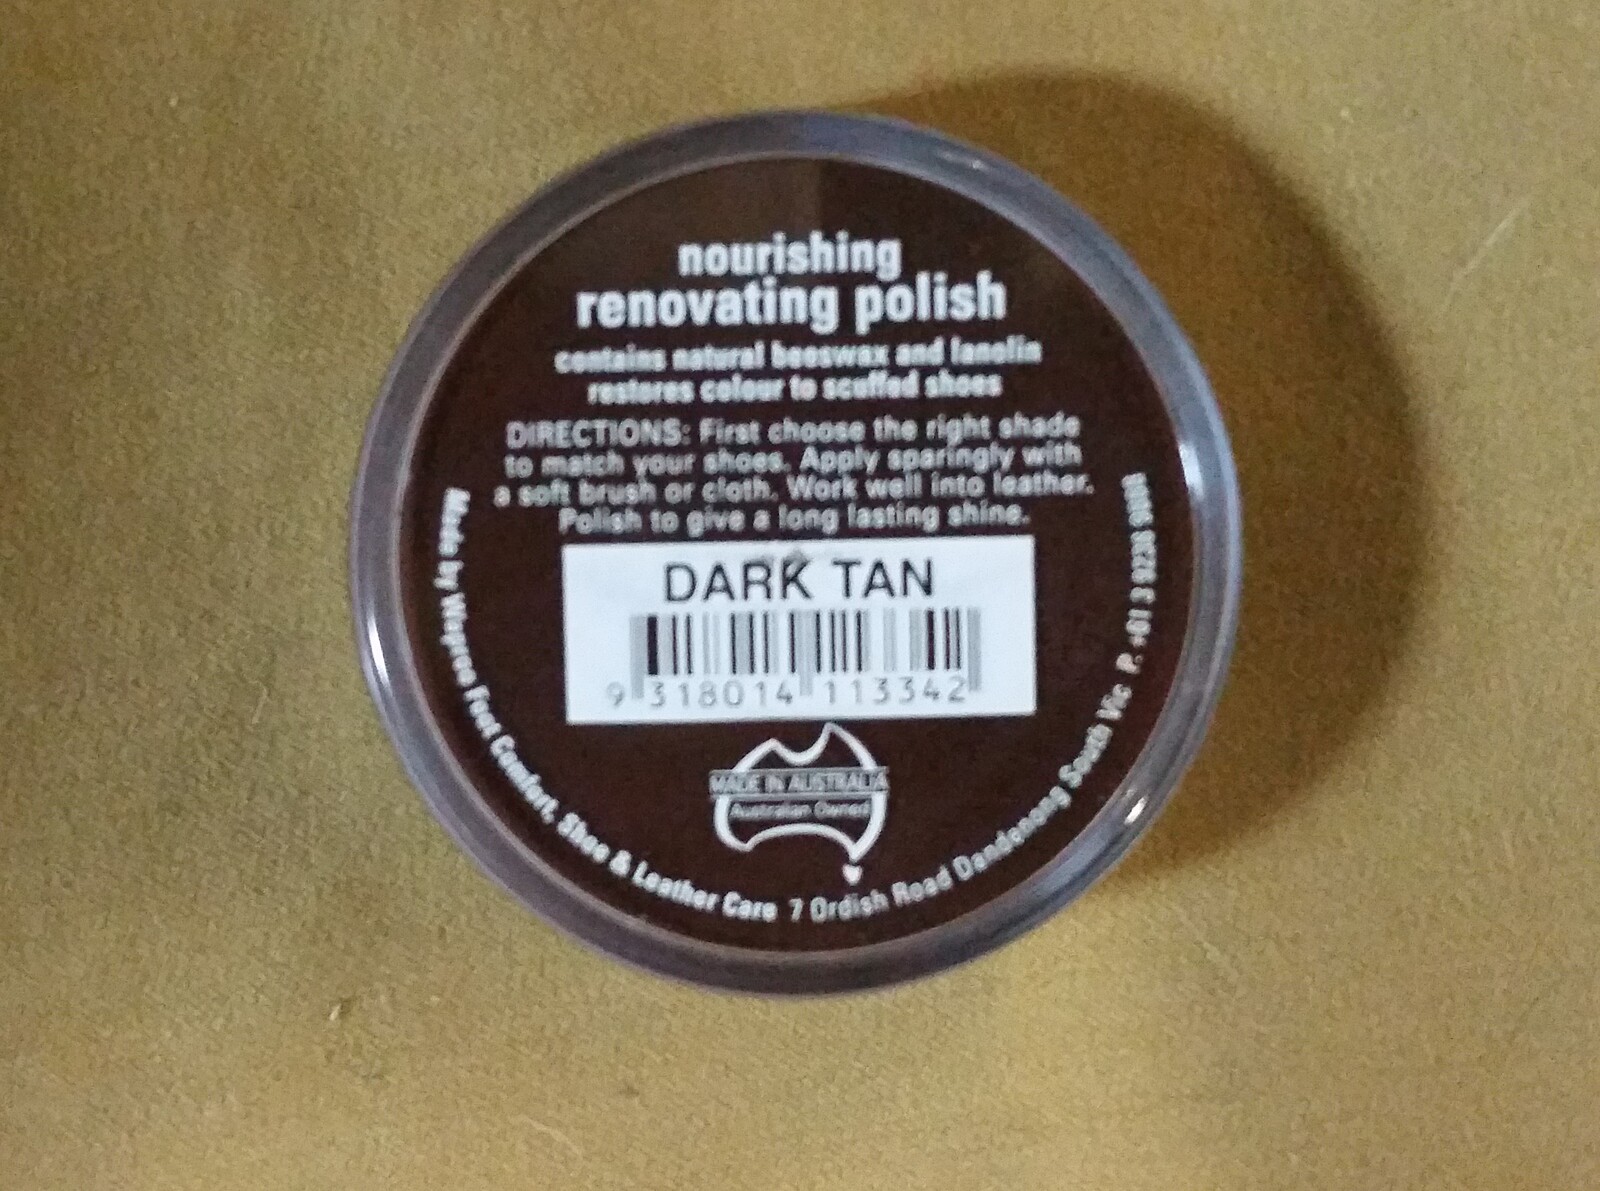 nourishing
renovating polish
contains natural beeswax and lanolin
restores colour to scuffed shoes
DIRECTIONS: First choose the right shade
to match your shoes. Apply sparingly with
a soft brush or cloth. Work well into leather.
Polish to give a long lasting shine.
DARK TAN
9 318014 113342
MADE IN AUSTRALIA
Australian Owned
Made by Waproo Foot Comfort, Shoe & Leather Care 7 Ordish Road Dandenong South Vic P. +61 3 9238